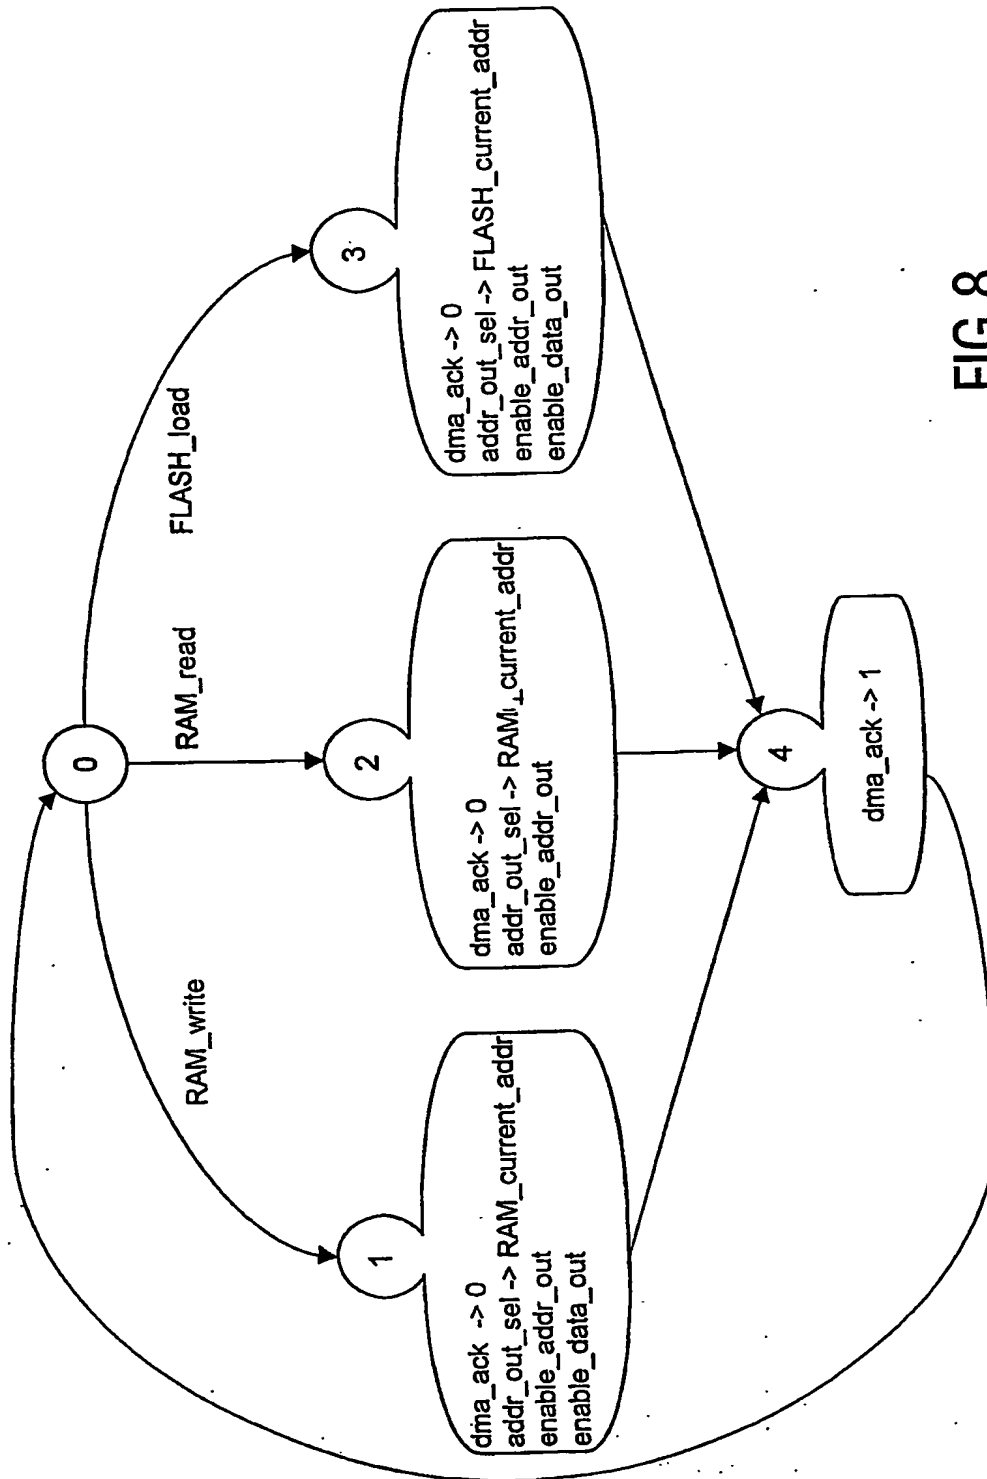 0
RAM_write
RAM_read
FLASH_load
1
dma_ack -> 0
addr_out_sel -> RAM_current_addr
enable_addr_out
enable_data_out
2
dma_ack -> 0
addr_out_sel -> RAM_current_addr
enable_addr_out
3
dma_ack -> 0
addr_out_sel -> FLASH_current_addr
enable_addr_out
enable_data_out
4
dma_ack -> 1
FIG 8